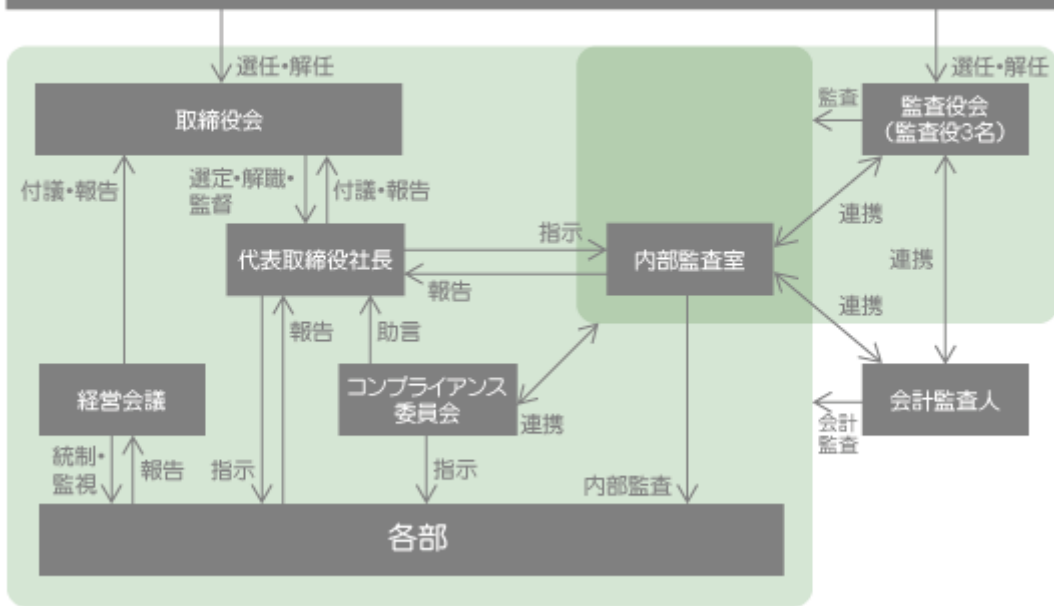 選任・解任
選任・解任
取締役会
監査
監査役会
（監査役3名）
付議・報告
選定・解職・
監督
付議・報告
連携
指示
代表取締役社長
内部監査室
連携
報告
連携
報告
助言
経営会議
コンプライアンス
委員会
連携
会計監査人
会計
監査
統制・
監視
報告
指示
指示
内部監査
各部